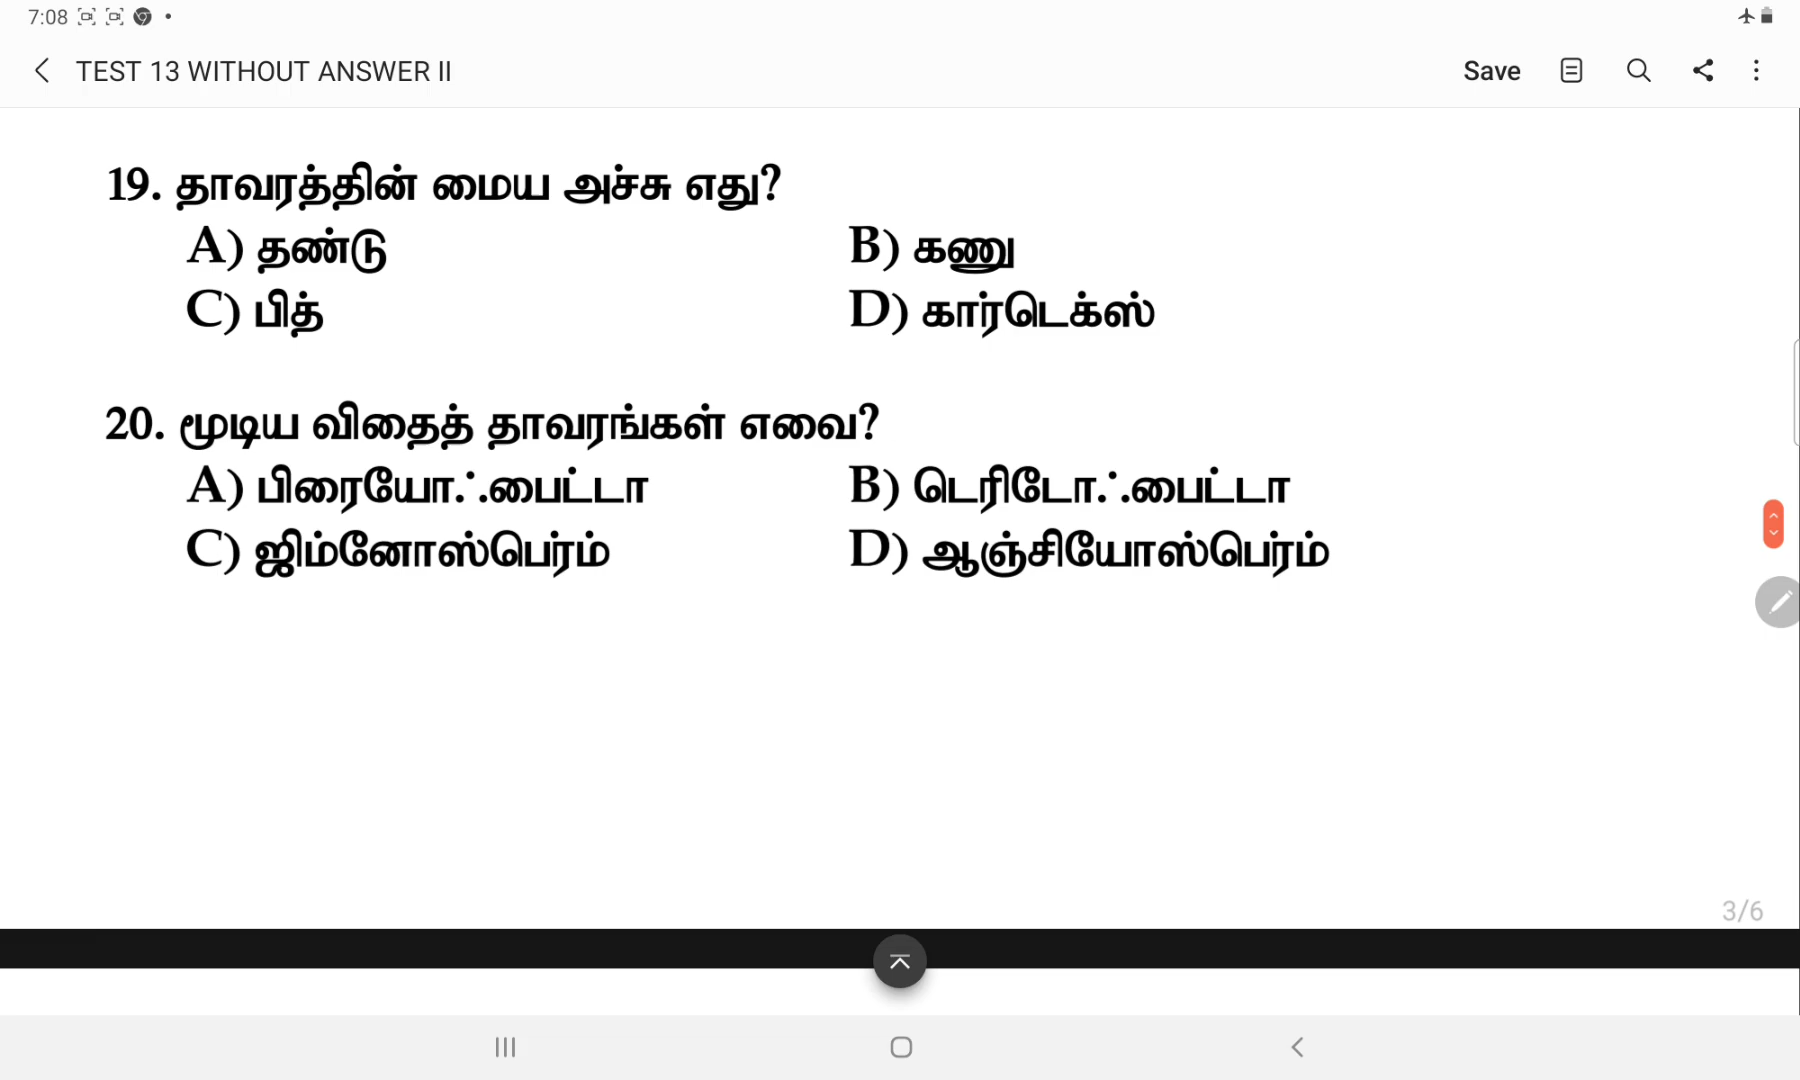 7:08
TEST 13 WITHOUT ANSWER II
Save
19. தாவரத்தின் மைய அச்சு எது?
A) தண்டு B) கணு
C) பித் D) கார்டெக்ஸ்
20. மூடிய விதைத் தாவரங்கள் எவை?
A) பிரையோஃபைட்டா B) டெரிடோஃபைட்டா
C) ஜிம்னோஸ்பெர்ம் D) ஆஞ்சியோஸ்பெர்ம்
3/6